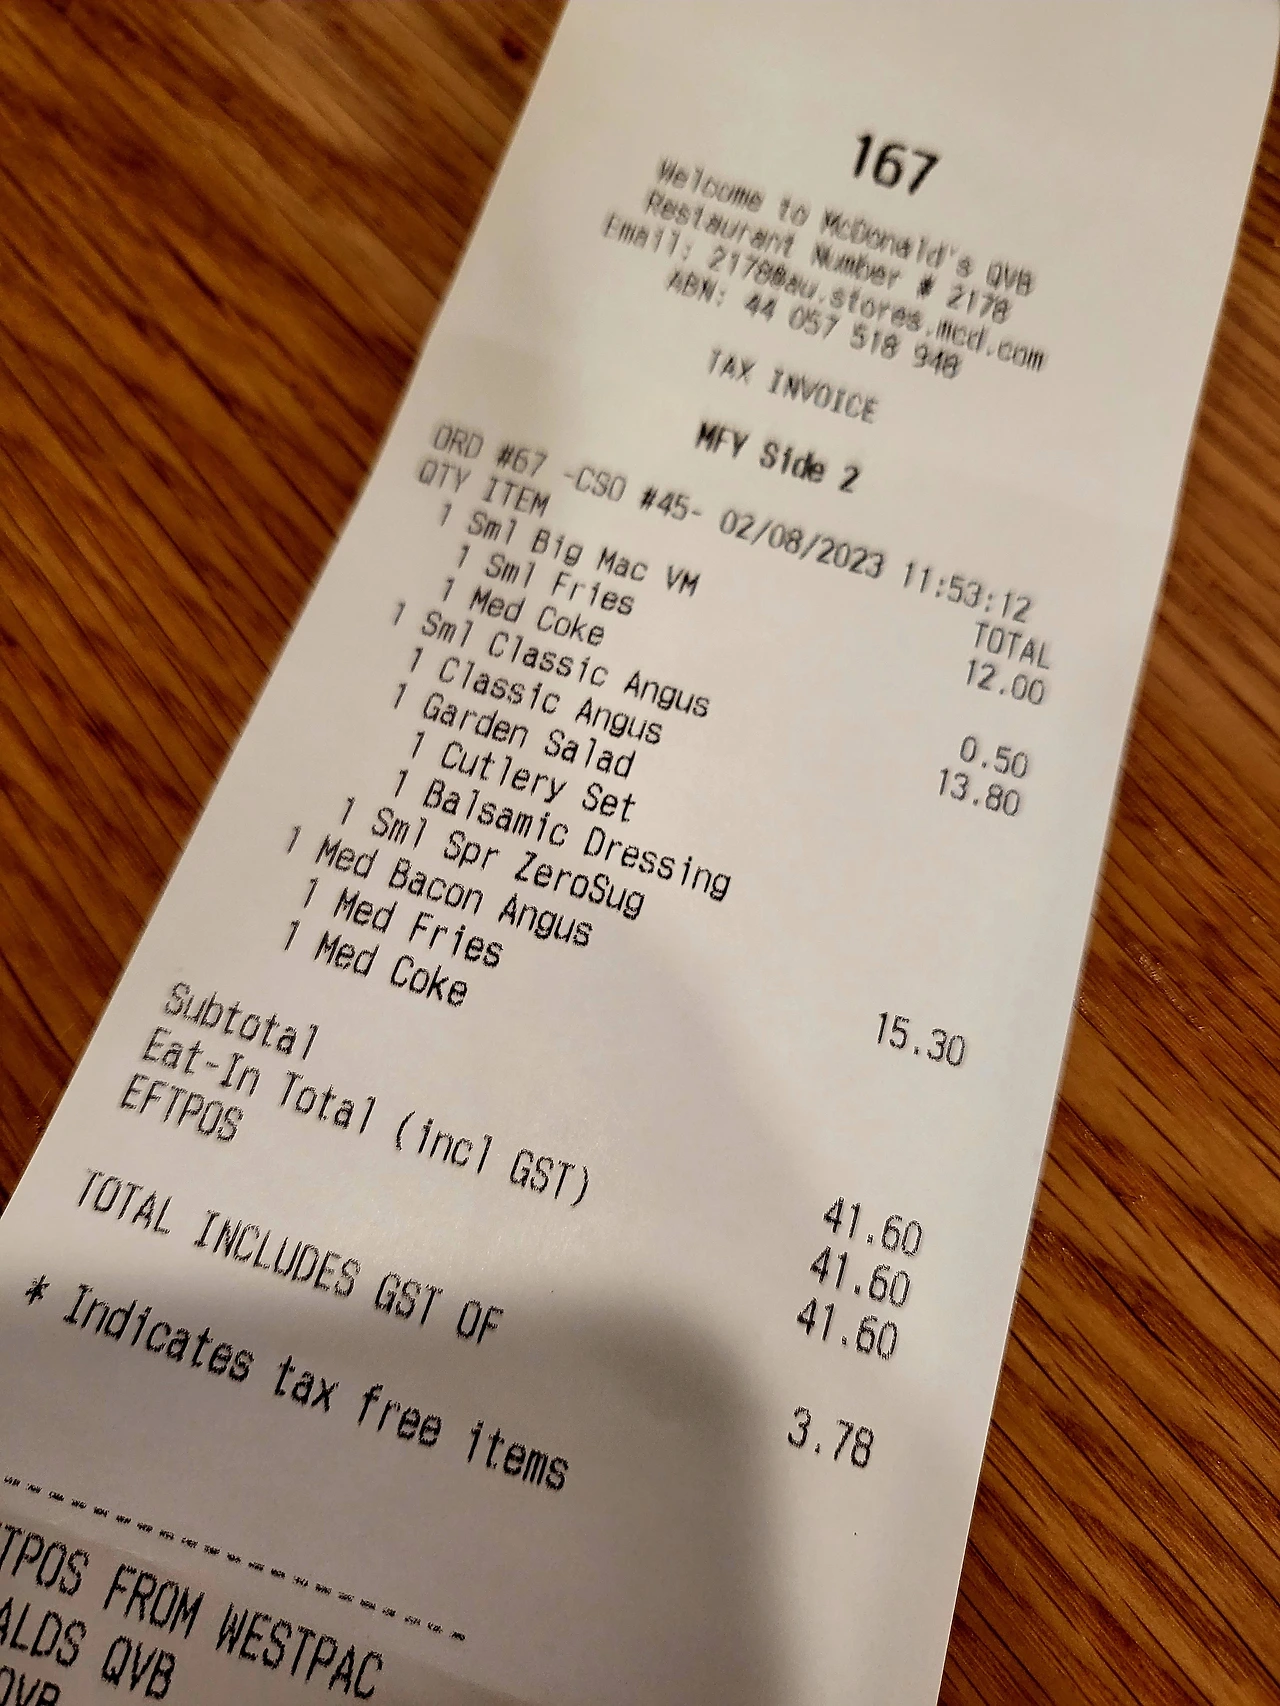 167
Welcome to McDonald's QVB
Restaurant Number # 2178
Email: 2178@au.stores.mcd.com
ABN: 44 057 518 948
TAX INVOICE
MFY Side 2
ORD #67 -CSO #45- 02/08/2023 11:53:12
QTY ITEM TOTAL
1 Sml Big Mac VM 12.00
1 Sml Fries
1 Med Coke 0.50
1 Sml Classic Angus 13.80
1 Classic Angus
1 Garden Salad
1 Cutlery Set
1 Balsamic Dressing
1 Sml Spr ZeroSug
1 Med Bacon Angus 15.30
1 Med Fries
1 Med Coke
Subtotal 41.60
Eat-In Total (incl GST) 41.60
EFTPOS 41.60
TOTAL INCLUDES GST OF 3.78
* Indicates tax free items
--------------------------
TPOS FROM WESTPAC
ALDS QVB
QVB